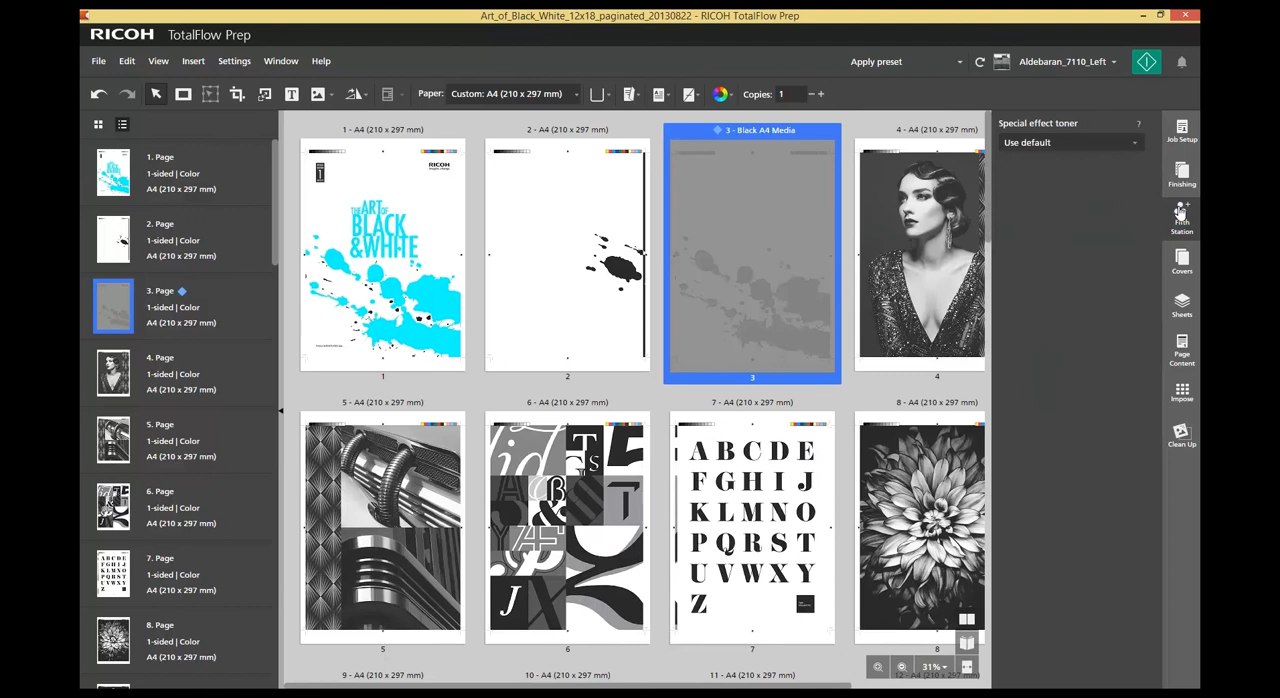 Art_of_Black_White_12x18_paginated_20130822 - RICOH TotalFlow Prep
RICOH TotalFlow Prep
File Edit View Insert Settings Window Help
Apply preset
Aldebaran_7110_Left
Paper: Custom: A4 (210 x 297 mm)
Copies: 1
1. Page
1-sided | Color
A4 (210 x 297 mm)
2. Page
1-sided | Color
A4 (210 x 297 mm)
3. Page
1-sided | Color
A4 (210 x 297 mm)
4. Page
1-sided | Color
A4 (210 x 297 mm)
5. Page
1-sided | Color
A4 (210 x 297 mm)
6. Page
1-sided | Color
A4 (210 x 297 mm)
7. Page
1-sided | Color
A4 (210 x 297 mm)
8. Page
1-sided | Color
A4 (210 x 297 mm)
1 - A4 (210 x 297 mm)
RICOH
THE ART OF
BLACK
&WHITE
1
2 - A4 (210 x 297 mm)
2
3 - Black A4 Media
3
4 - A4 (210 x 297 mm)
4
5 - A4 (210 x 297 mm)
5
6 - A4 (210 x 297 mm)
6
7 - A4 (210 x 297 mm)
A B C D E
F G H I J
K L M N O
P Q R S T
U V W X Y
Z
7
8 - A4 (210 x 297 mm)
8
9 - A4 (210 x 297 mm)
10 - A4 (210 x 297 mm)
11 - A4 (210 x 297 mm)
12 - A4 (210 x 297 mm)
31%
Special effect toner ?
Use default
Job Setup
Finishing
Fifth
Station
Covers
Sheets
Page
Content
Impose
Clean Up